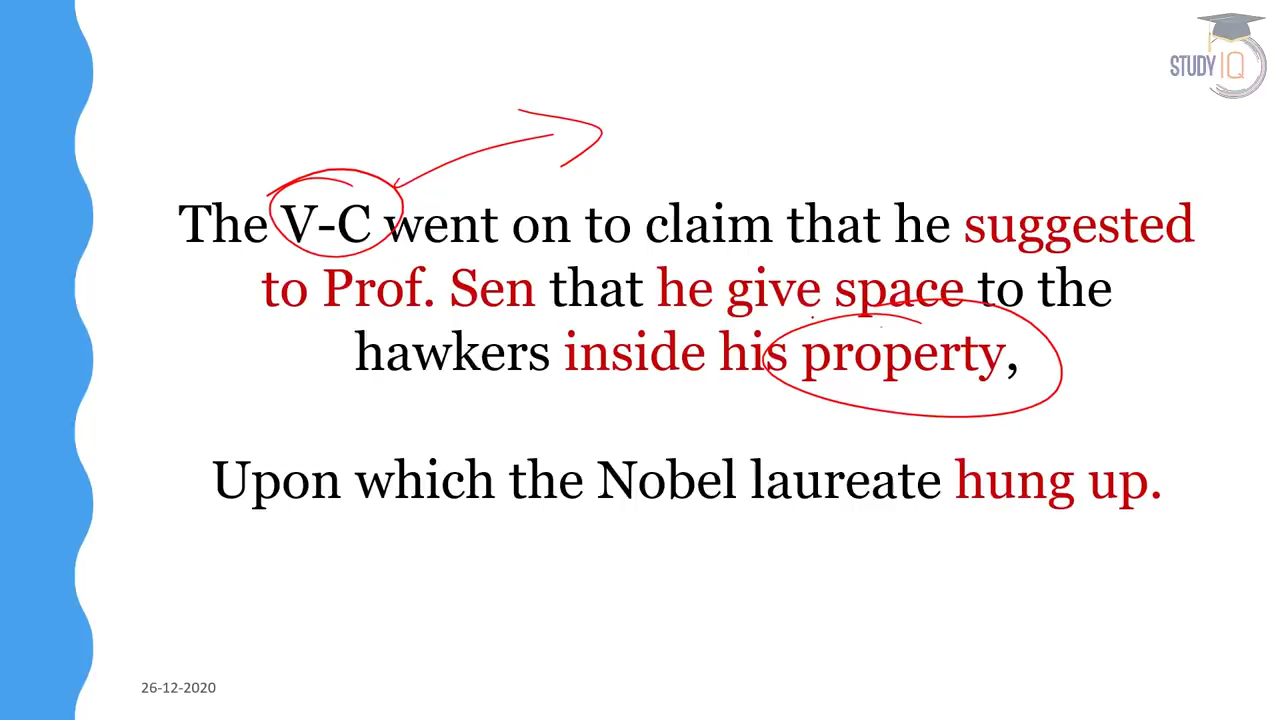 STUDY IQ
The V-C went on to claim that he suggested
to Prof. Sen that he give space to the
hawkers inside his property,
Upon which the Nobel laureate hung up.
26-12-2020